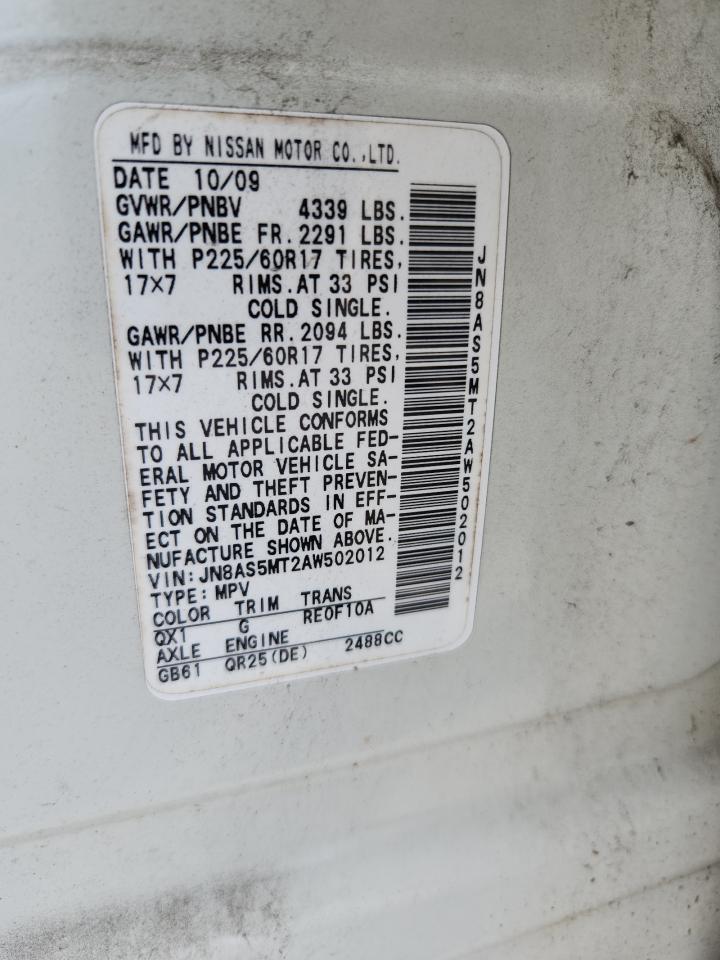 MFD BY NISSAN MOTOR CO.,LTD.
DATE 10/09
GVWR/PNBV 4339 LBS.
GAWR/PNBE FR.2291 LBS.
WITH P225/60R17 TIRES,
17×7 RIMS.AT 33 PSI
COLD SINGLE.
GAWR/PNBE RR.2094 LBS.
WITH P225/60R17 TIRES,
17×7 RIMS.AT 33 PSI
COLD SINGLE.
THIS VEHICLE CONFORMS
TO ALL APPLICABLE FED-
ERAL MOTOR VEHICLE SA-
FETY AND THEFT PREVEN-
TION STANDARDS IN EFF-
ECT ON THE DATE OF MA-
NUFACTURE SHOWN ABOVE.
VIN:JN8AS5MT2AW502012
TYPE:MPV
COLOR TRIM TRANS
QX1 G RE0F10A
AXLE ENGINE
GB61 QR25(DE) 2488CC
JN8AS5MT2AW502012